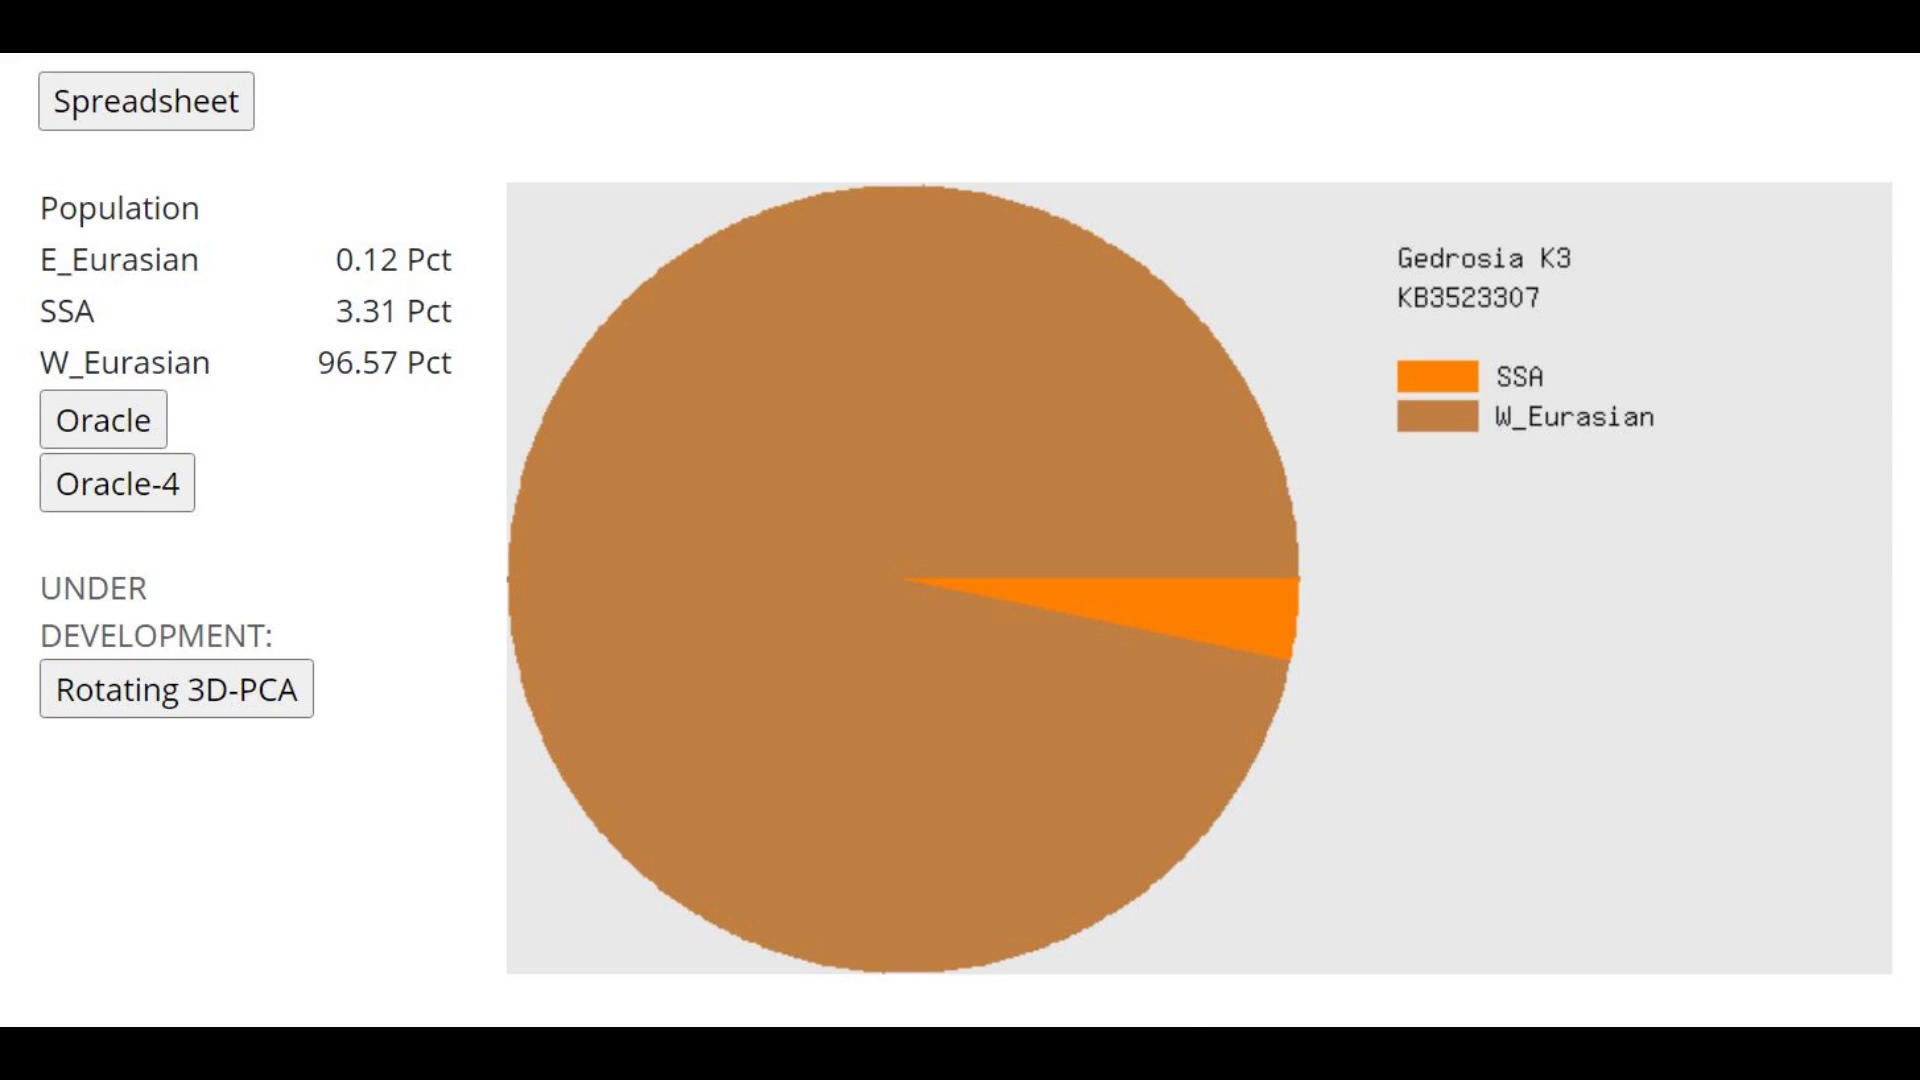 Spreadsheet
Population
E_Eurasian 0.12 Pct
SSA 3.31 Pct
W_Eurasian 96.57 Pct
Oracle
Oracle-4
UNDER
DEVELOPMENT:
Rotating 3D-PCA
Gedrosia K3
KB3523307
SSA
W_Eurasian